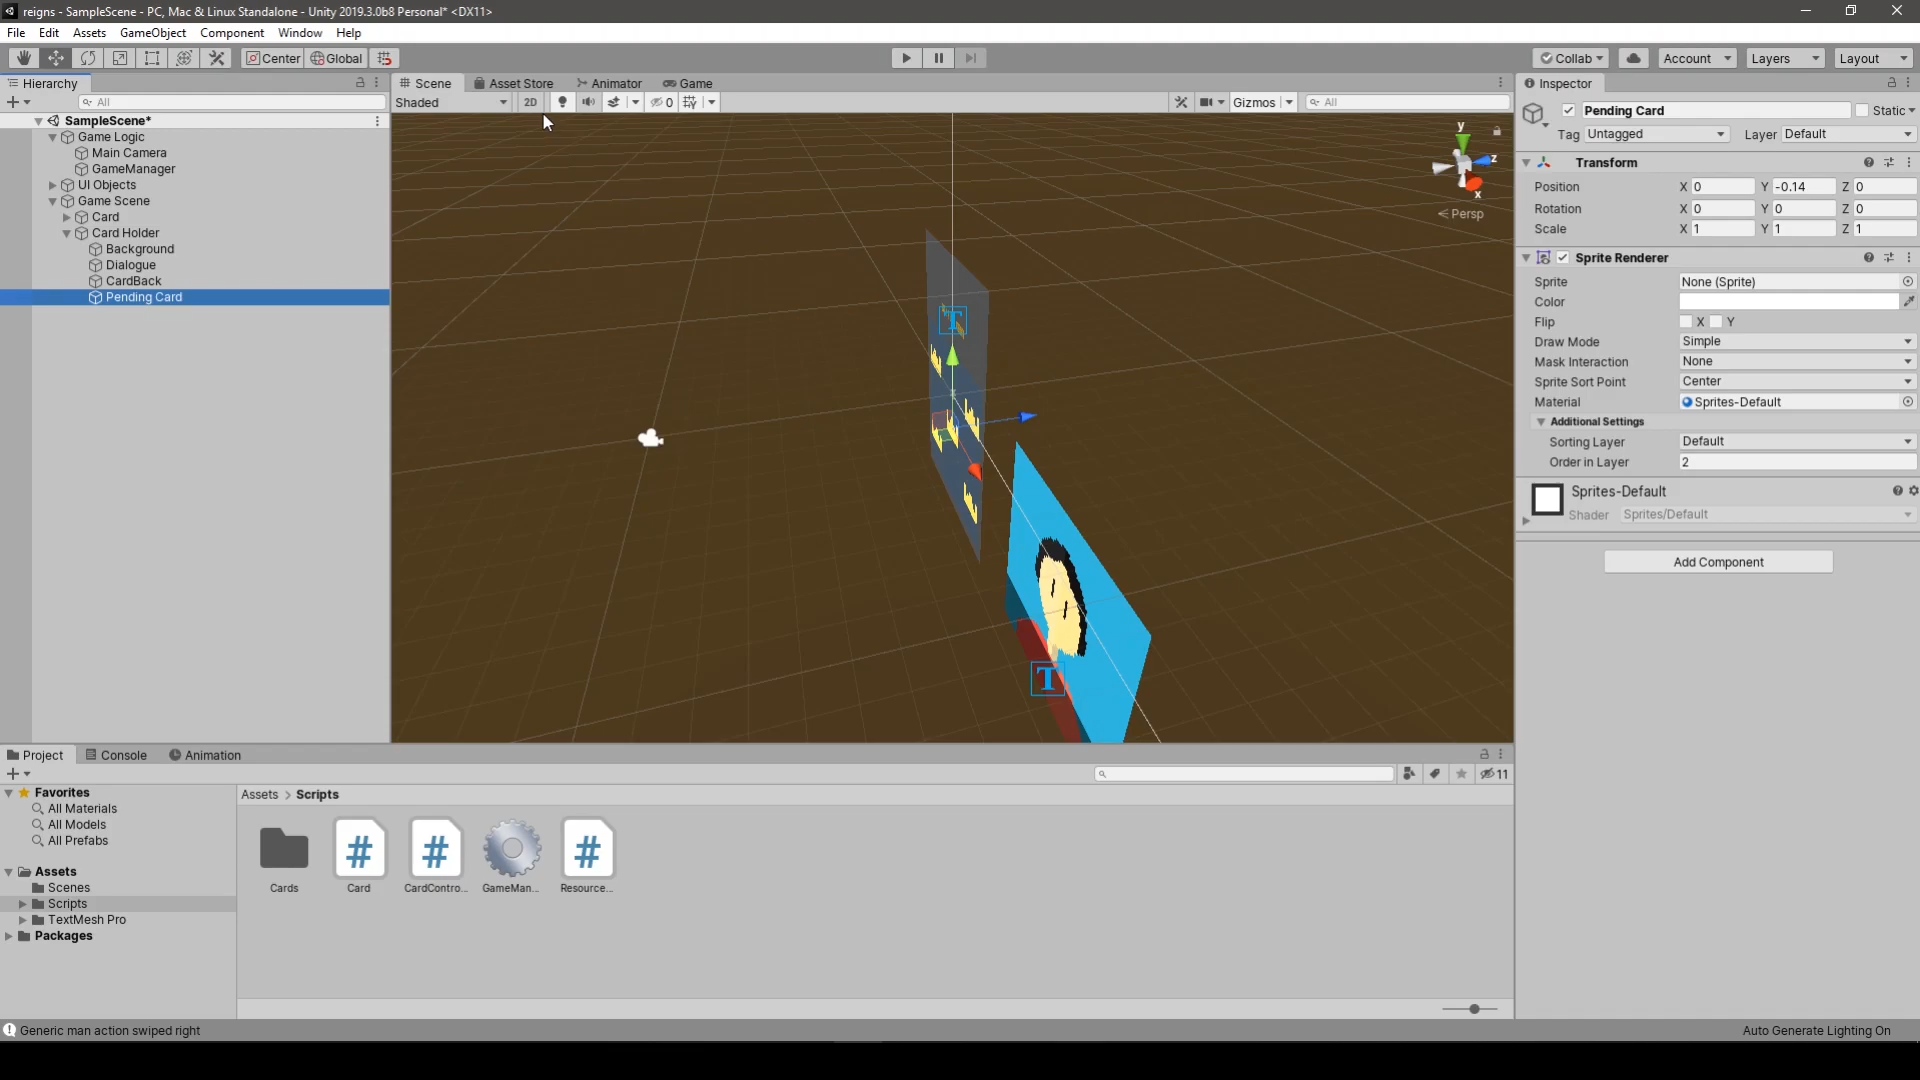 reigns - SampleScene - PC, Mac & Linux Standalone - Unity 2019.3.0b8 Personal* <DX11>
File Edit Assets GameObject Component Window Help
Center Global Collab Account Layers Layout
Hierarchy
All
SampleScene*
Game Logic
Main Camera
GameManager
UI Objects
Game Scene
Card
Card Holder
Background
Dialogue
CardBack
Pending Card
Scene Asset Store Animator Game
Shaded 2D 0 Gizmos All
y
z
x
< Persp
T
T
Inspector
Pending Card Static
Tag Untagged Layer Default
Transform
Position X 0 Y -0.14 Z 0
Rotation X 0 Y 0 Z 0
Scale X 1 Y 1 Z 1
Sprite Renderer
Sprite None (Sprite)
Color
Flip X Y
Draw Mode Simple
Mask Interaction None
Sprite Sort Point Center
Material Sprites-Default
Additional Settings
Sorting Layer Default
Order in Layer 2
Sprites-Default
Shader Sprites/Default
Add Component
Project Console Animation
11
Favorites
All Materials
All Models
All Prefabs
Assets
Scenes
Scripts
TextMesh Pro
Packages
Assets > Scripts
# # #
Cards Card CardContro... GameMan... Resource...
Generic man action swiped right
Auto Generate Lighting On